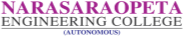 NARASARAOPETA
ENGINEERING COLLEGE
(AUTONOMOUS)